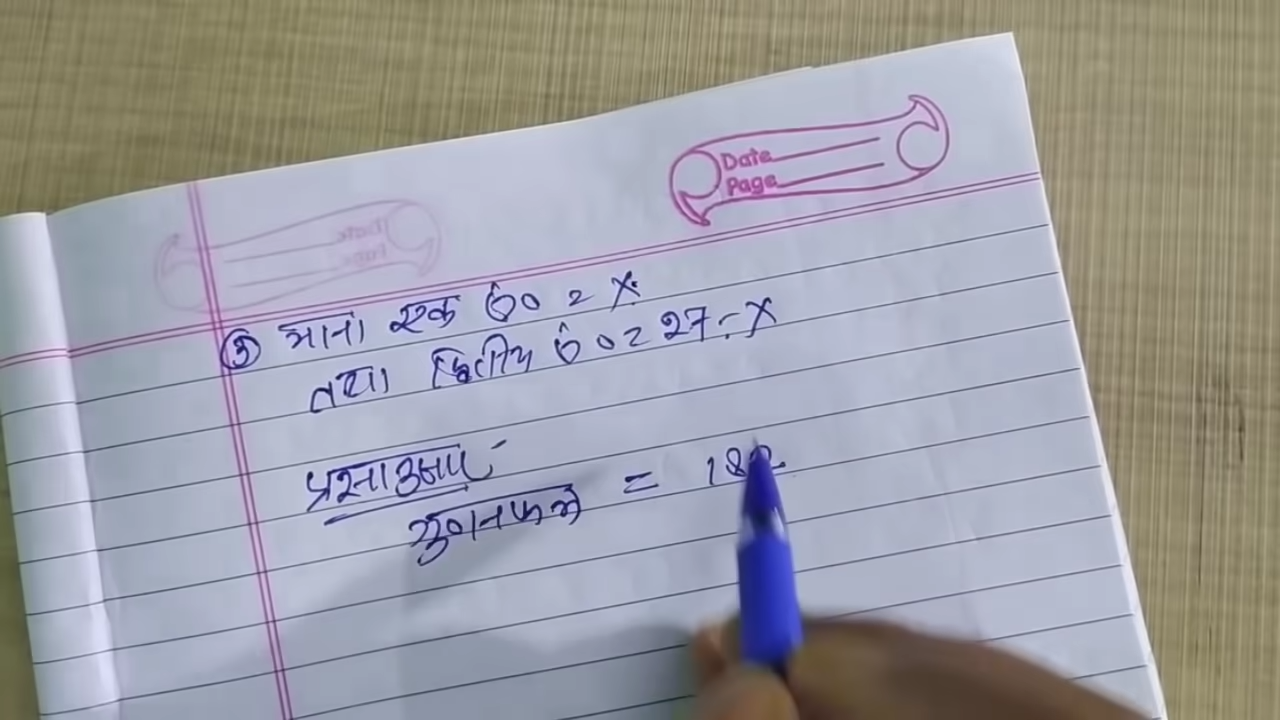 Date
Page
③ माना एक सं० = x
तथा द्वितीय सं० = 27 - x
प्रश्नानुसार -
गुणनफल = 182